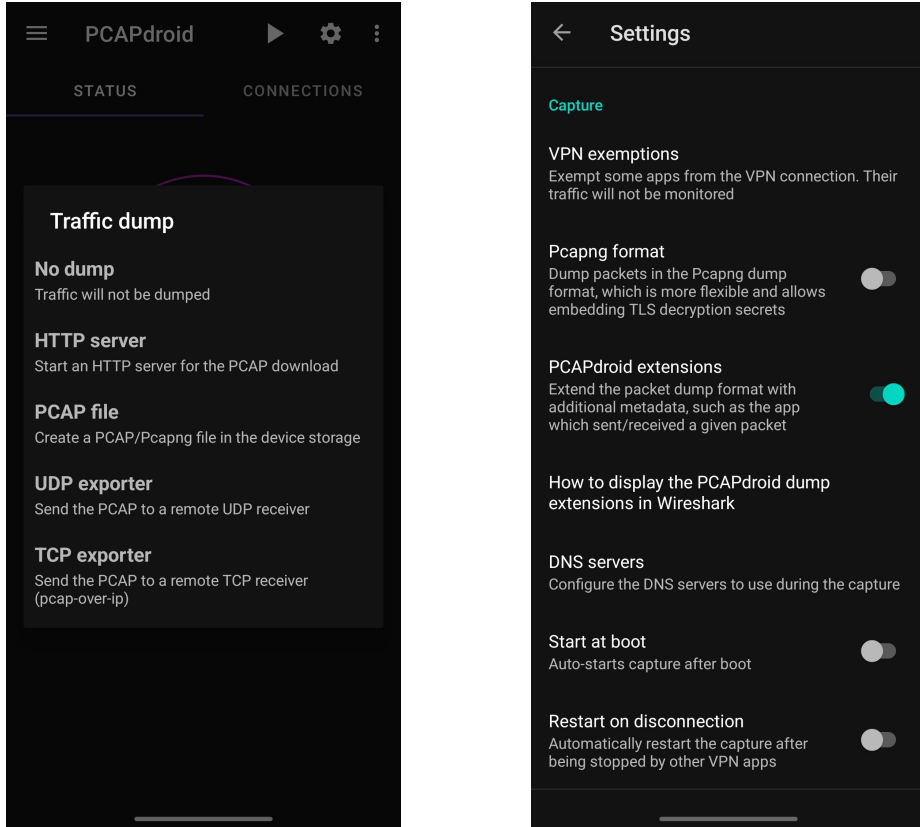 PCAPdroid
STATUS
CONNECTIONS
Traffic dump
No dump
Traffic will not be dumped
HTTP server
Start an HTTP server for the PCAP download
PCAP file
Create a PCAP/Pcapng file in the device storage
UDP exporter
Send the PCAP to a remote UDP receiver
TCP exporter
Send the PCAP to a remote TCP receiver
(pcap-over-ip)
Settings
Capture
VPN exemptions
Exempt some apps from the VPN connection. Their
traffic will not be monitored
Pcapng format
Dump packets in the Pcapng dump
format, which is more flexible and allows
embedding TLS decryption secrets
PCAPdroid extensions
Extend the packet dump format with
additional metadata, such as the app
which sent/received a given packet
How to display the PCAPdroid dump
extensions in Wireshark
DNS servers
Configure the DNS servers to use during the capture
Start at boot
Auto-starts capture after boot
Restart on disconnection
Automatically restart the capture after
being stopped by other VPN apps